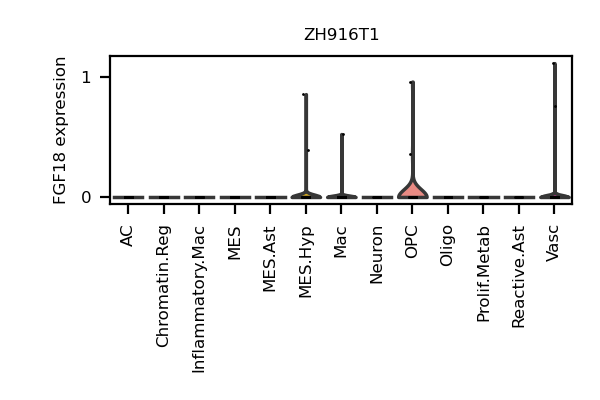 ZH916T1
FGF18 expression
1
0
AC
Chromatin.Reg
Inflammatory.Mac
MES
MES.Ast
MES.Hyp
Mac
Neuron
OPC
Oligo
Prolif.Metab
Reactive.Ast
Vasc